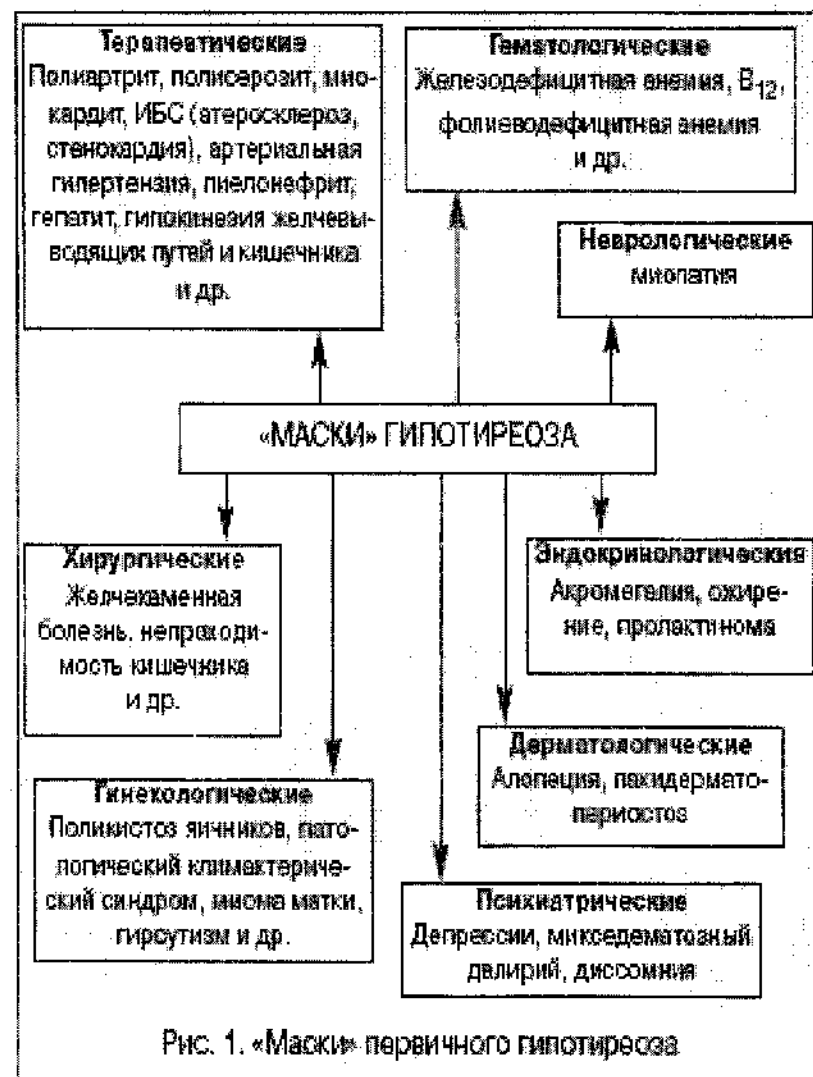 Терапевтические
Полиартрит, полисерозит, мио-
кардит, ИБС (атеросклероз,
стенокардия), артериальная
гипертензия, пиелонефрит,
гепатит, гипокинезия желчевы-
водящих путей и кишечника
и др.
Гематологические
Железодефицитная анемия, B12,
фолиеводефицитная анемия
и др.
Неврологические
миопатия
«МАСКИ» ГИПОТИРЕОЗА
Хирургические
Желчекаменная
болезнь, непроходи-
мость кишечника
и др.
Эндокринологические
Акромегалия, ожире-
ние, пролактинома
Дерматологические
Алопация, пахидермато-
периостоз
Гинекологические
Поликистоз яичников, пато-
логический климактериче-
ский синдром, миома матки,
гирсутизм и др.
Психиатрические
Депрессии, микседематозный
делирий, диссомния
Рис. 1. «Маски» первичного гипотиреоза